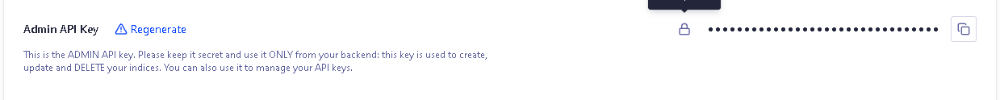 Admin API Key Regenerate ••••••••••••••••••••••••••••••••
This is the ADMIN API key. Please keep it secret and use it ONLY from your backend: this key is used to create,
update and DELETE your indices. You can also use it to manage your API keys.